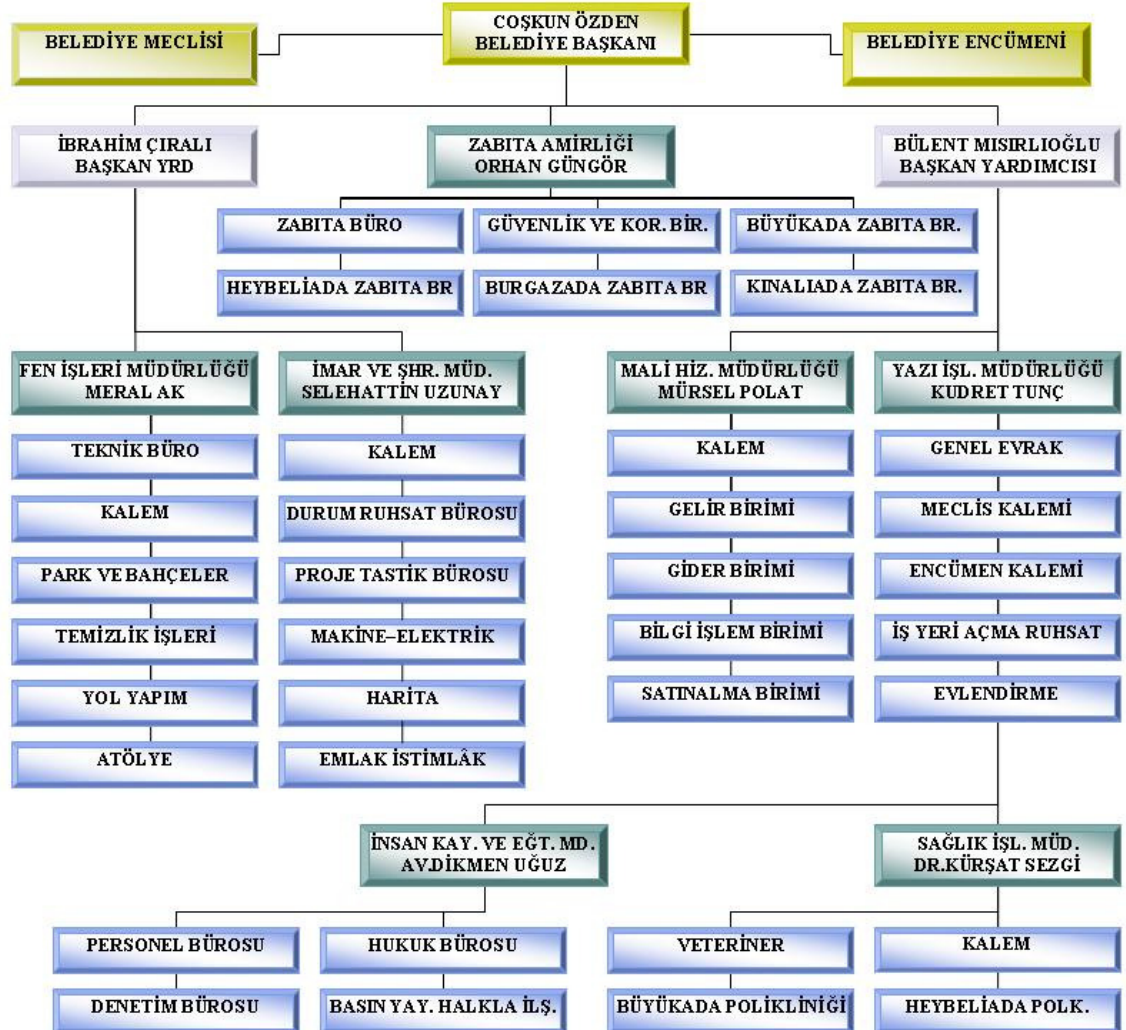 COŞKUN ÖZDEN
BELEDİYE BAŞKANI
BELEDİYE MECLİSİ
BELEDİYE ENCÜMENİ
İBRAHİM ÇIRALI
BAŞKAN YRD
ZABITA AMİRLİĞİ
ORHAN GÜNGÖR
BÜLENT MISIRLIOĞLU
BAŞKAN YARDIMCISI
ZABITA BÜRO
GÜVENLİK VE KOR. BİR.
BÜYÜKADA ZABITA BR.
HEYBELİADA ZABITA BR
BURGAZADA ZABITA BR
KINALIADA ZABITA BR.
FEN İŞLERİ MÜDÜRLÜĞÜ
MERAL AK
TEKNİK BÜRO
KALEM
PARK VE BAHÇELER
TEMİZLİK İŞLERİ
YOL YAPIM
ATÖLYE
İMAR VE ŞHR. MÜD.
SELEHATTİN UZUNAY
KALEM
DURUM RUHSAT BÜROSU
PROJE TASTİK BÜROSU
MAKİNE–ELEKTRİK
HARİTA
EMLAK İSTİMLÂK
MALİ HİZ. MÜDÜRLÜĞÜ
MÜRSEL POLAT
KALEM
GELİR BİRİMİ
GİDER BİRİMİ
BİLGİ İŞLEM BİRİMİ
SATINALMA BİRİMİ
YAZI İŞL. MÜDÜRLÜĞÜ
KUDRET TUNÇ
GENEL EVRAK
MECLİS KALEMİ
ENCÜMEN KALEMİ
İŞ YERİ AÇMA RUHSAT
EVLENDİRME
İNSAN KAY. VE EĞT. MD.
AV.DİKMEN UĞUZ
SAĞLIK İŞL. MÜD.
DR.KÜRŞAT SEZGİ
PERSONEL BÜROSU
HUKUK BÜROSU
VETERİNER
KALEM
DENETİM BÜROSU
BASIN YAY. HALKLA İLŞ.
BÜYÜKADA POLİKLİNİĞİ
HEYBELİADA POLK.